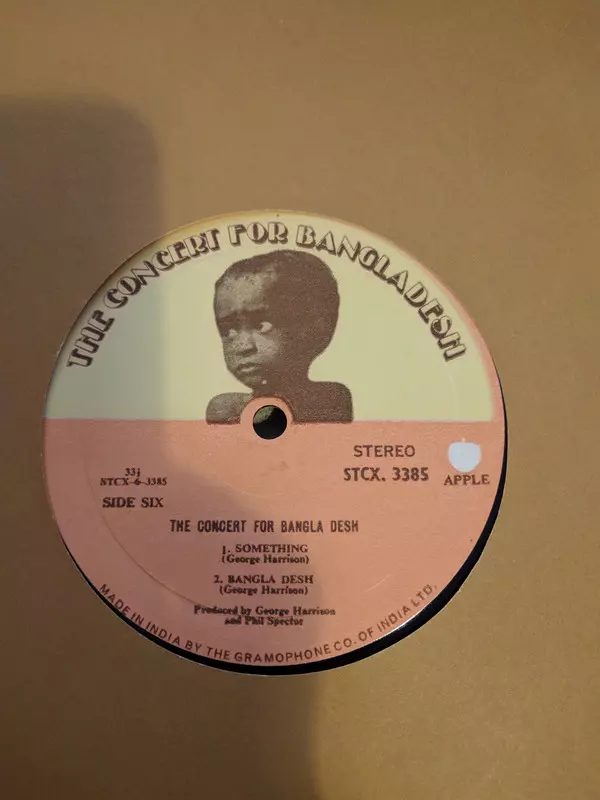 THE CONCERT FOR BANGLADESH
STEREO
STCX. 3385
APPLE
33⅓
STCX-6-3385
SIDE SIX
THE CONCERT FOR BANGLA DESH
1. SOMETHING
(George Harrison)
2. BANGLA DESH
(George Harrison)
Produced by George Harrison
and Phil Spector
MADE IN INDIA BY THE GRAMOPHONE CO. OF INDIA LTD.